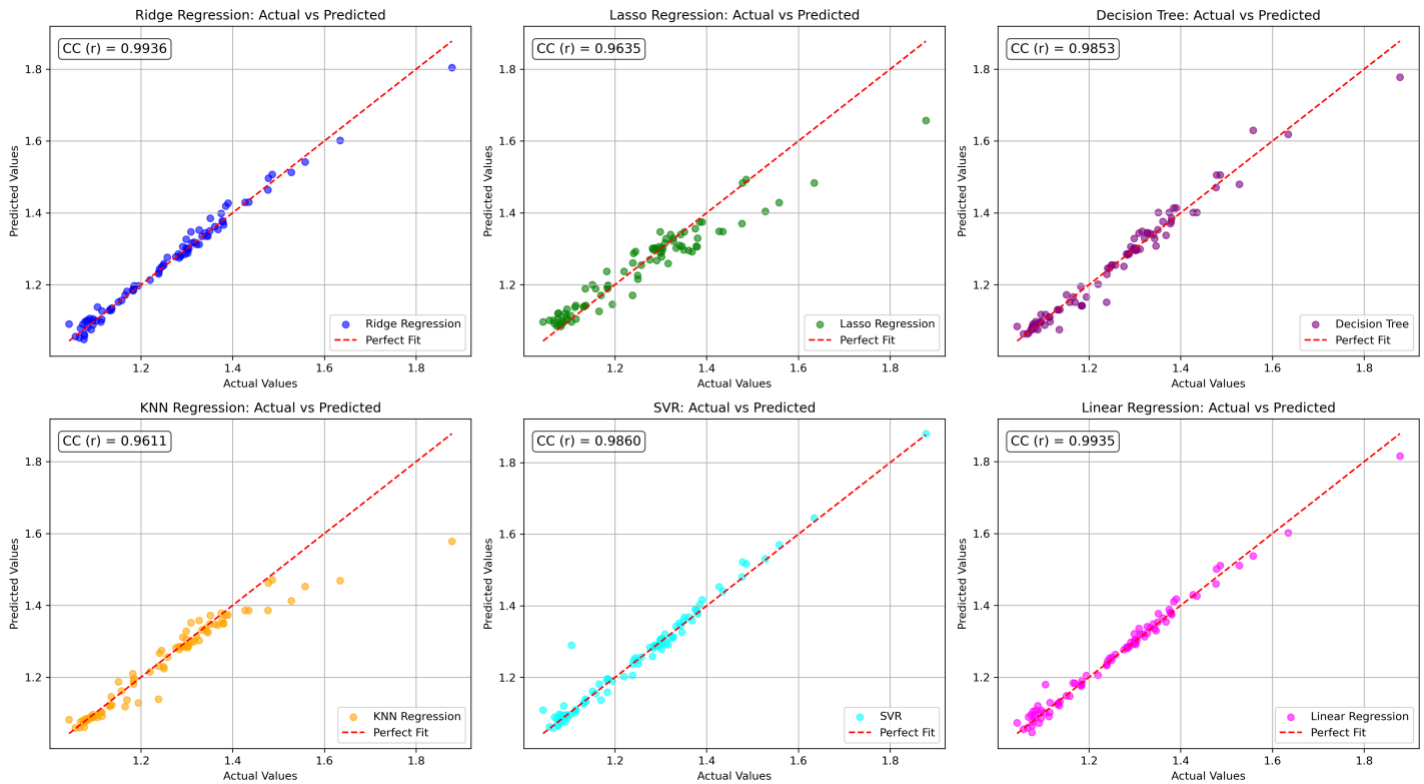 Ridge Regression: Actual vs Predicted
CC (r) = 0.9936
Predicted Values
1.8
1.6
1.4
1.2
Ridge Regression
Perfect Fit
1.2
1.4
1.6
1.8
Actual Values
Lasso Regression: Actual vs Predicted
CC (r) = 0.9635
Predicted Values
1.8
1.6
1.4
1.2
Lasso Regression
Perfect Fit
1.2
1.4
1.6
1.8
Actual Values
Decision Tree: Actual vs Predicted
CC (r) = 0.9853
Predicted Values
1.8
1.6
1.4
1.2
Decision Tree
Perfect Fit
1.2
1.4
1.6
1.8
Actual Values
KNN Regression: Actual vs Predicted
CC (r) = 0.9611
Predicted Values
1.8
1.6
1.4
1.2
KNN Regression
Perfect Fit
1.2
1.4
1.6
1.8
Actual Values
SVR: Actual vs Predicted
CC (r) = 0.9860
Predicted Values
1.8
1.6
1.4
1.2
SVR
Perfect Fit
1.2
1.4
1.6
1.8
Actual Values
Linear Regression: Actual vs Predicted
CC (r) = 0.9935
Predicted Values
1.8
1.6
1.4
1.2
Linear Regression
Perfect Fit
1.2
1.4
1.6
1.8
Actual Values